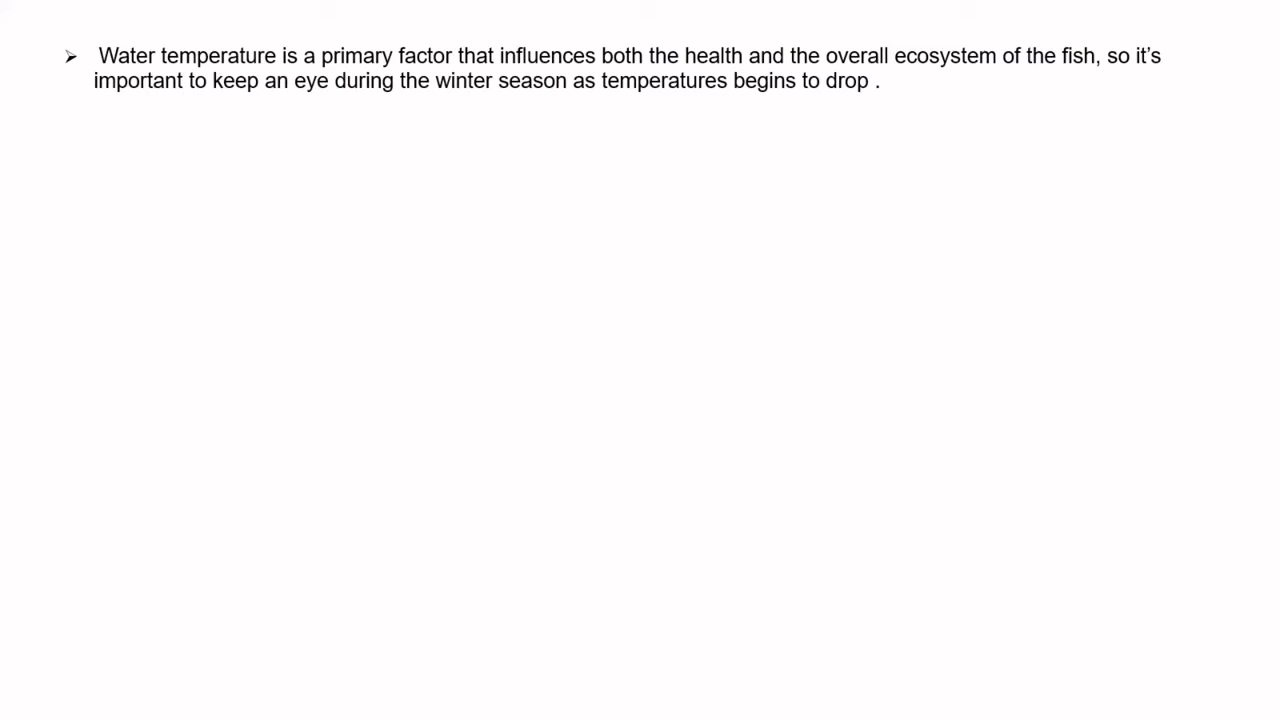 ➢ Water temperature is a primary factor that influences both the health and the overall ecosystem of the fish, so it’s
important to keep an eye during the winter season as temperatures begins to drop .